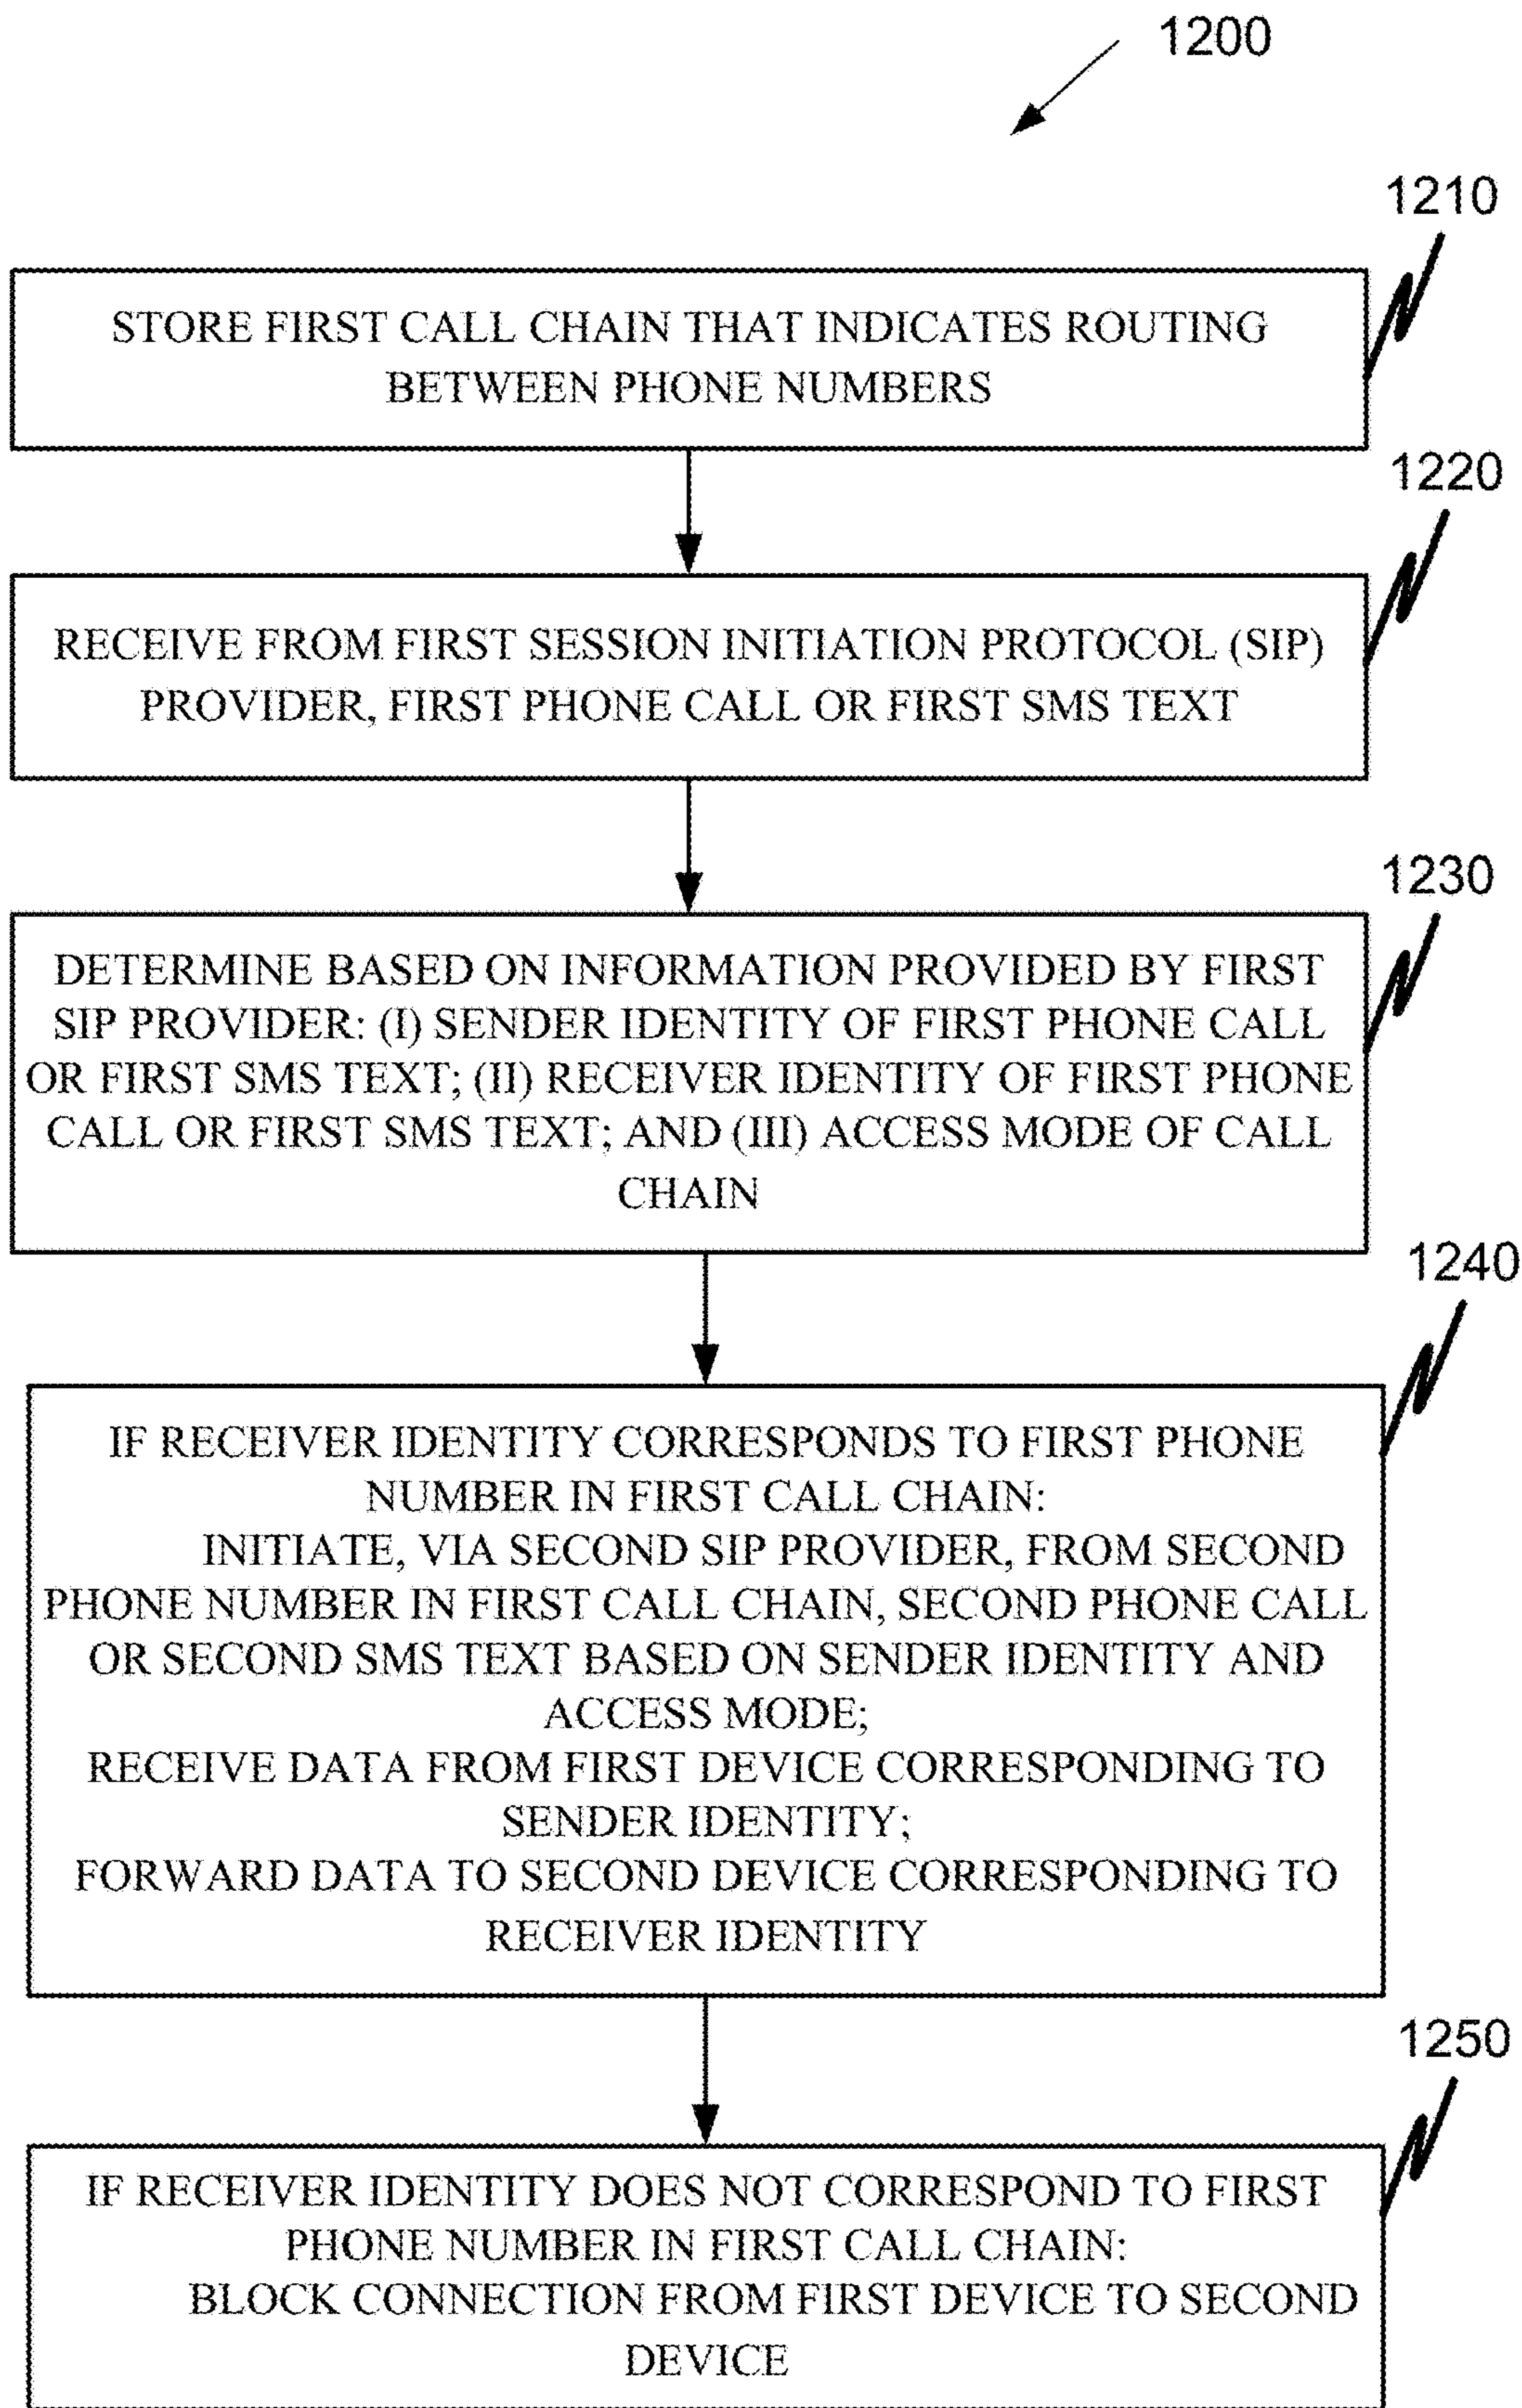 1200
1210
STORE FIRST CALL CHAIN THAT INDICATES ROUTING
BETWEEN PHONE NUMBERS
1220
RECEIVE FROM FIRST SESSION INITIATION PROTOCOL (SIP)
PROVIDER, FIRST PHONE CALL OR FIRST SMS TEXT
1230
DETERMINE BASED ON INFORMATION PROVIDED BY FIRST
SIP PROVIDER: (I) SENDER IDENTITY OF FIRST PHONE CALL
OR FIRST SMS TEXT; (II) RECEIVER IDENTITY OF FIRST PHONE
CALL OR FIRST SMS TEXT; AND (III) ACCESS MODE OF CALL
CHAIN
1240
IF RECEIVER IDENTITY CORRESPONDS TO FIRST PHONE
NUMBER IN FIRST CALL CHAIN:
INITIATE, VIA SECOND SIP PROVIDER, FROM SECOND
PHONE NUMBER IN FIRST CALL CHAIN, SECOND PHONE CALL
OR SECOND SMS TEXT BASED ON SENDER IDENTITY AND
ACCESS MODE;
RECEIVE DATA FROM FIRST DEVICE CORRESPONDING TO
SENDER IDENTITY;
FORWARD DATA TO SECOND DEVICE CORRESPONDING TO
RECEIVER IDENTITY
1250
IF RECEIVER IDENTITY DOES NOT CORRESPOND TO FIRST
PHONE NUMBER IN FIRST CALL CHAIN:
BLOCK CONNECTION FROM FIRST DEVICE TO SECOND
DEVICE